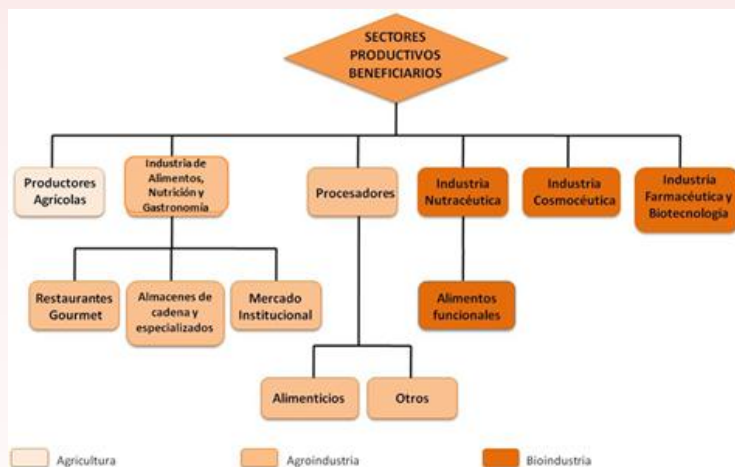 SECTORES
PRODUCTIVOS
BENEFICIARIOS
Productores
Agrícolas
Industria de
Alimentos,
Nutrición y
Gastronomía
Procesadores
Industria
Nutracéutica
Industria
Cosmocéutica
Industria
Farmacéutica y
Biotecnología
Restaurantes
Gourmet
Almacenes de
cadena y
especializados
Mercado
Institucional
Alimentos
funcionales
Alimenticios
Otros
Agricultura
Agroindustria
Bioindustria